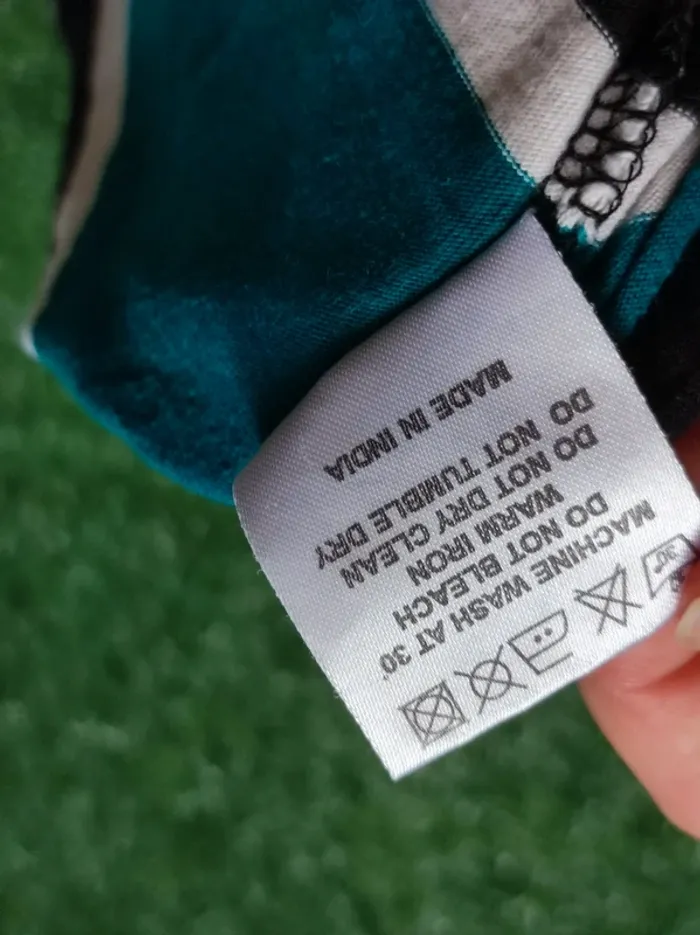 30°
MACHINE WASH AT 30°
DO NOT BLEACH
WARM IRON
DO NOT DRY CLEAN
DO NOT TUMBLE DRY
MADE IN INDIA